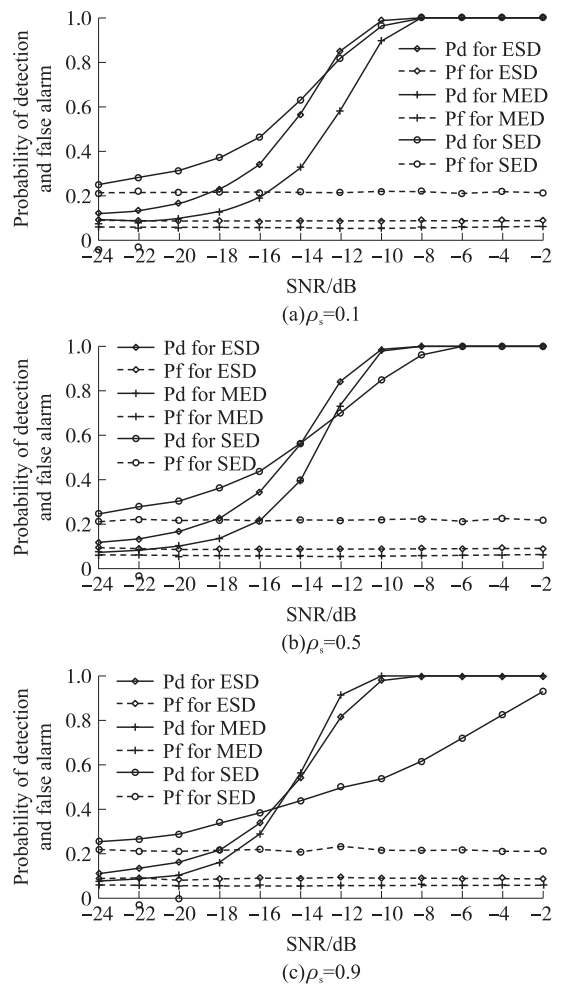 Probability of detection
and false alarm
1.0
0.8
0.6
0.4
0.2
0
Pd for ESD
Pf for ESD
Pd for MED
Pf for MED
Pd for SED
Pf for SED
−24 −22 −20 −18 −16 −14 −12 −10 −8 −6 −4 −2
SNR/dB
(a)ρs=0.1
Probability of detection
and false alarm
1.0
0.8
0.6
0.4
0.2
0
Pd for ESD
Pf for ESD
Pd for MED
Pf for MED
Pd for SED
Pf for SED
−24 −22 −20 −18 −16 −14 −12 −10 −8 −6 −4 −2
SNR/dB
(b)ρs=0.5
Probability of detection
and false alarm
1.0
0.8
0.6
0.4
0.2
0
Pd for ESD
Pf for ESD
Pd for MED
Pf for MED
Pd for SED
Pf for SED
−24 −22 −20 −18 −16 −14 −12 −10 −8 −6 −4 −2
SNR/dB
(c)ρs=0.9